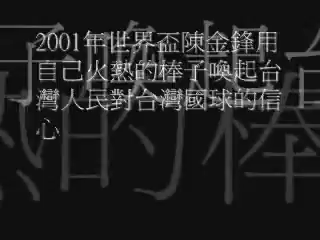 2001年世界盃陳金鋒用
自己火熱的棒子喚起台
灣人民對台灣國球的信
心